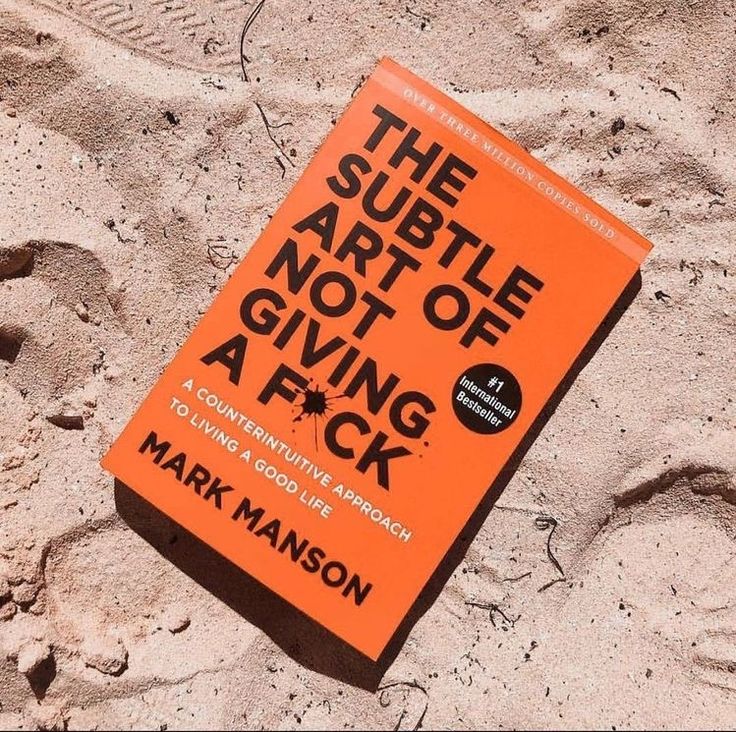 OVER THREE MILLION COPIES SOLD
THE
SUBTLE
ART OF
NOT
GIVING
A F*CK
#1
International
Bestseller
A COUNTERINTUITIVE APPROACH
TO LIVING A GOOD LIFE
MARK MANSON